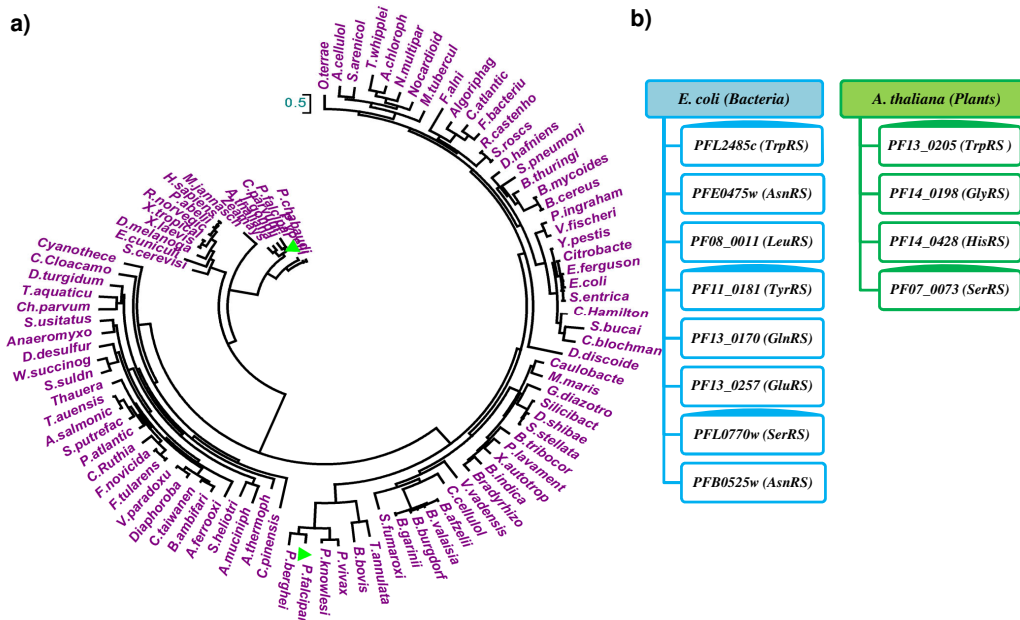 a)
b)
0.5
O.terrae
A.cellulol
S.arenicol
T.whipplei
A.chloroph
N.multipar
Nocardioid
M.tubercul
F.alni
Algoriphag
C.atlantic
F.bacteriu
R.castenho
S.roscs
D.hafniens
S.pneumoni
B.thuringi
B.mycoides
B.cereus
P.ingraham
V.fischeri
Y.pestis
Citrobacte
E.ferguson
E.coli
S.entrica
C.Hamilton
S.bucai
C.blochman
D.discoide
Caulobacte
M.maris
G.diazotro
Silicibact
D.shibae
S.stellata
B.tribocor
P.lavament
X.autotrop
B.indica
Bradyrhizo
V.vadensis
C.cellulol
B.afzelii
B.valaisia
B.burgdorf
B.garinii
S.fumaroxi
T.annulata
B.bovis
P.vivax
P.knowlesi
P.falcipar
P.berghei
C.pinensis
A.thermoph
A.muciniph
S.heliotri
A.ferrooxi
B.ambifari
C.taiwanen
Diaphoroba
V.paradoxu
F.tularens
F.novicida
C.Ruthia
P.atlantic
S.putrefac
A.salmonic
T.auensis
Thauera
S.suldn
W.succinog
D.desulfur
Anaeromyxo
S.usitatus
Ch.parvum
T.aquaticu
D.turgidum
C.Cloacamo
Cyanothece
S.cerevisi
E.cunicul
D.melanoga
X.laevis
X.tropical
R.norvegic
P.abelii
H.sapiens
M.jannasch
Zeamays
P.chabaudi
E. coli (Bacteria)
PFL2485c (TrpRS)
PFE0475w (AsnRS)
PF08_0011 (LeuRS)
PF11_0181 (TyrRS)
PF13_0170 (GlnRS)
PF13_0257 (GluRS)
PFL0770w (SerRS)
PFB0525w (AsnRS)
A. thaliana (Plants)
PF13_0205 (TrpRS )
PF14_0198 (GlyRS)
PF14_0428 (HisRS)
PF07_0073 (SerRS)